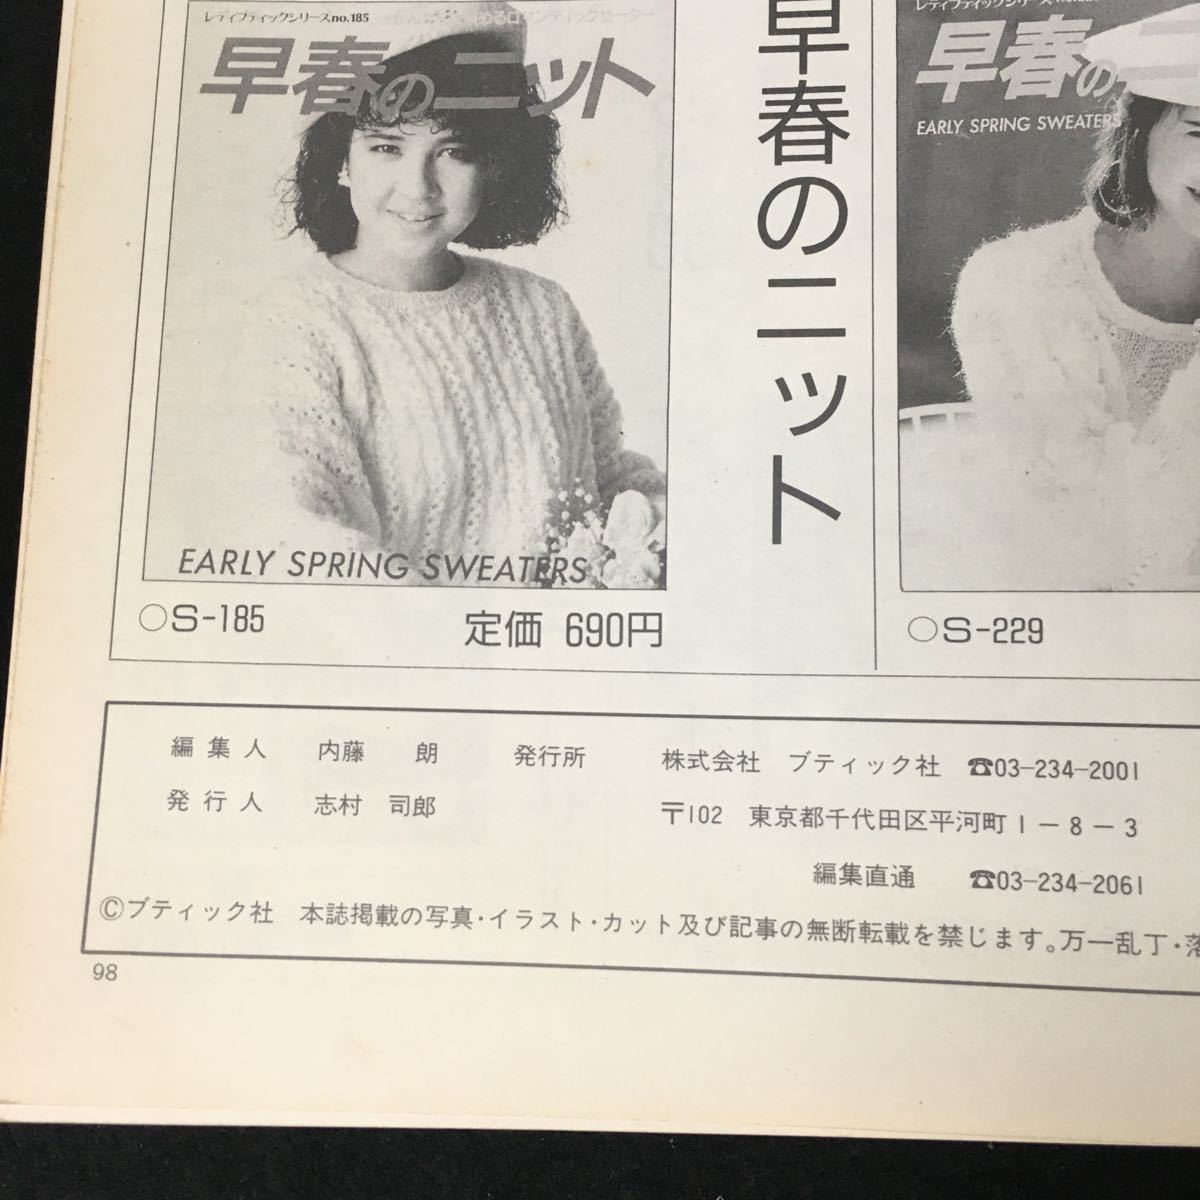 レディブティックシリーズno.185
早春のニット
EARLY SPRING SWEATERS
○S-185 定価 690円
早春のニット
レディブティックシリーズ
早春の
EARLY SPRING SWEATERS
○S-229
編集人 内藤 朗 発行所 株式会社 ブティック社 ☎03-234-2001
発行人 志村 司郎 〒102 東京都千代田区平河町1-8-3
編集直通 ☎03-234-2061
©ブティック社 本誌掲載の写真・イラスト・カット及び記事の無断転載を禁じます。万一乱丁・落
98